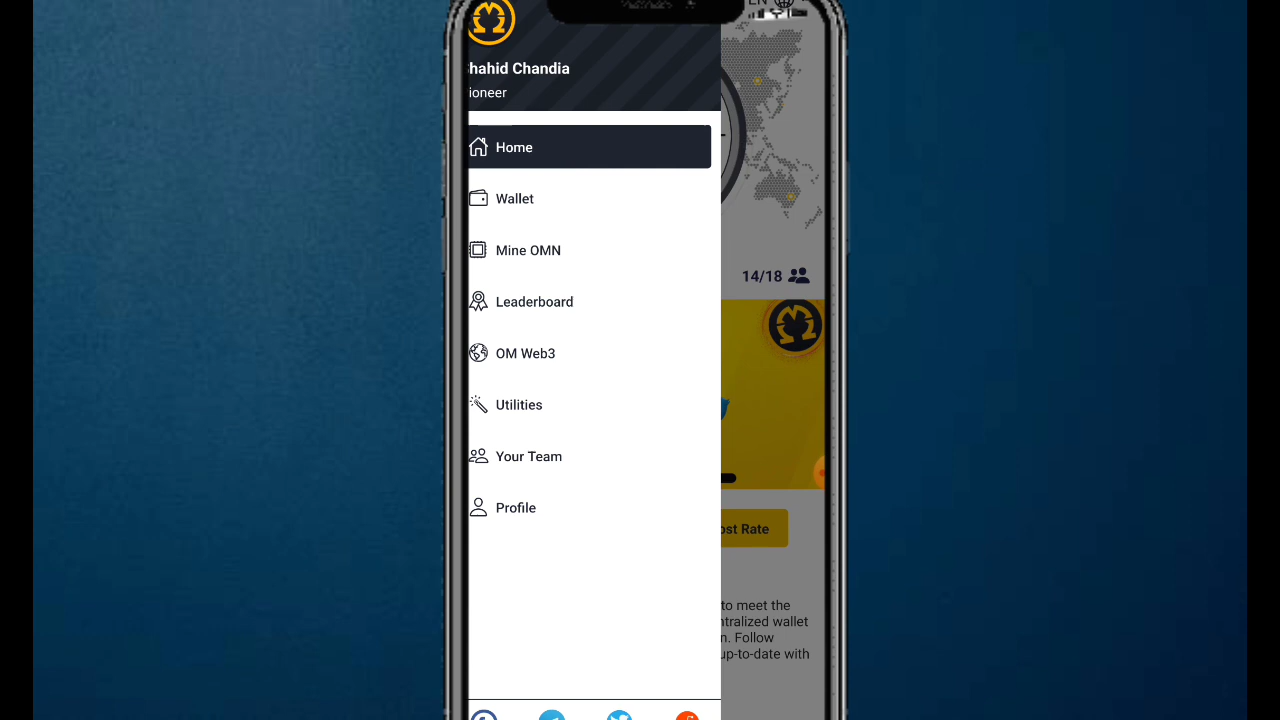 EN
hahid Chandia
ioneer
Home
Wallet
Mine OMN
Leaderboard
OM Web3
Utilities
Your Team
Profile
14/18
ost Rate
to meet the
ntralized wallet
n. Follow
up-to-date with